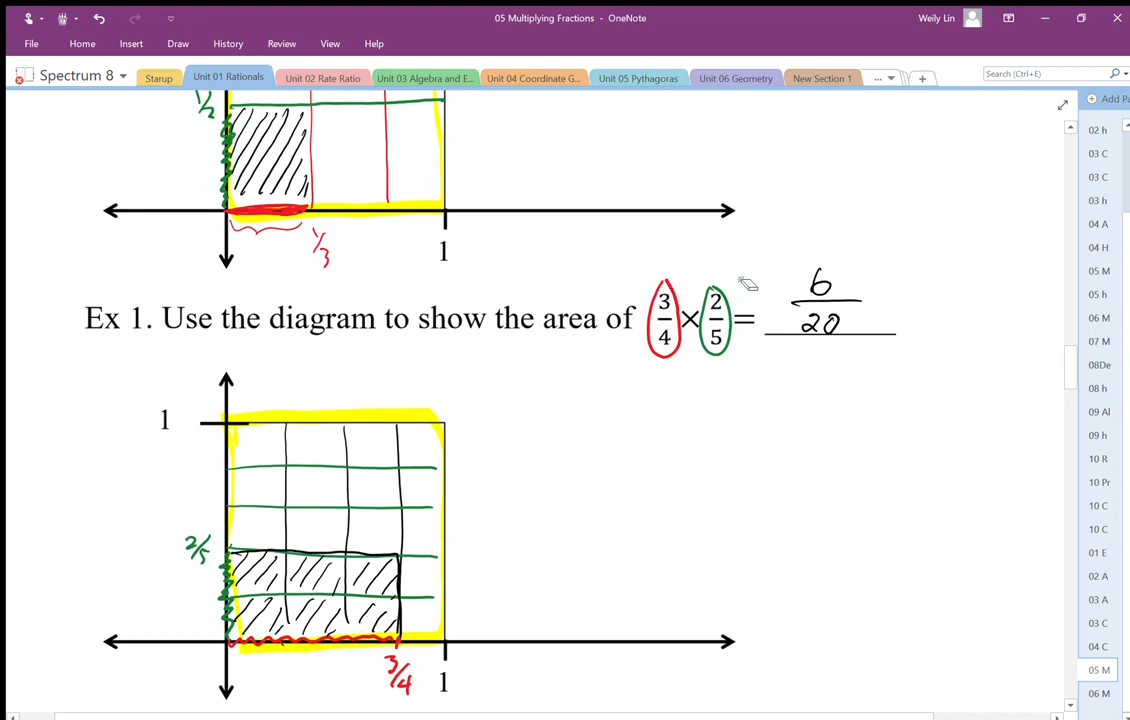 05 Multiplying Fractions - OneNote
Weily Lin
File Home Insert Draw History Review View Help
Spectrum 8
Starup
Unit 01 Rationals
Unit 02 Rate Ratio
Unit 03 Algebra and E...
Unit 04 Coordinate G...
Unit 05 Pythagoras
Unit 06 Geometry
New Section 1
...
Search (Ctrl+E)
Add Pa
02 h
03 C
03 C
03 h
04 A
04 H
05 M
05 h
06 M
07 M
08De
08 h
09 Al
09 h
10 R
10 Pr
10 C
10 C
01 E
02 A
03 A
03 C
04 C
05 M
06 M
1/2
1/3
1
Ex 1. Use the diagram to show the area of 3/4 × 2/5 = 6/20
1
2/5
3/4
1